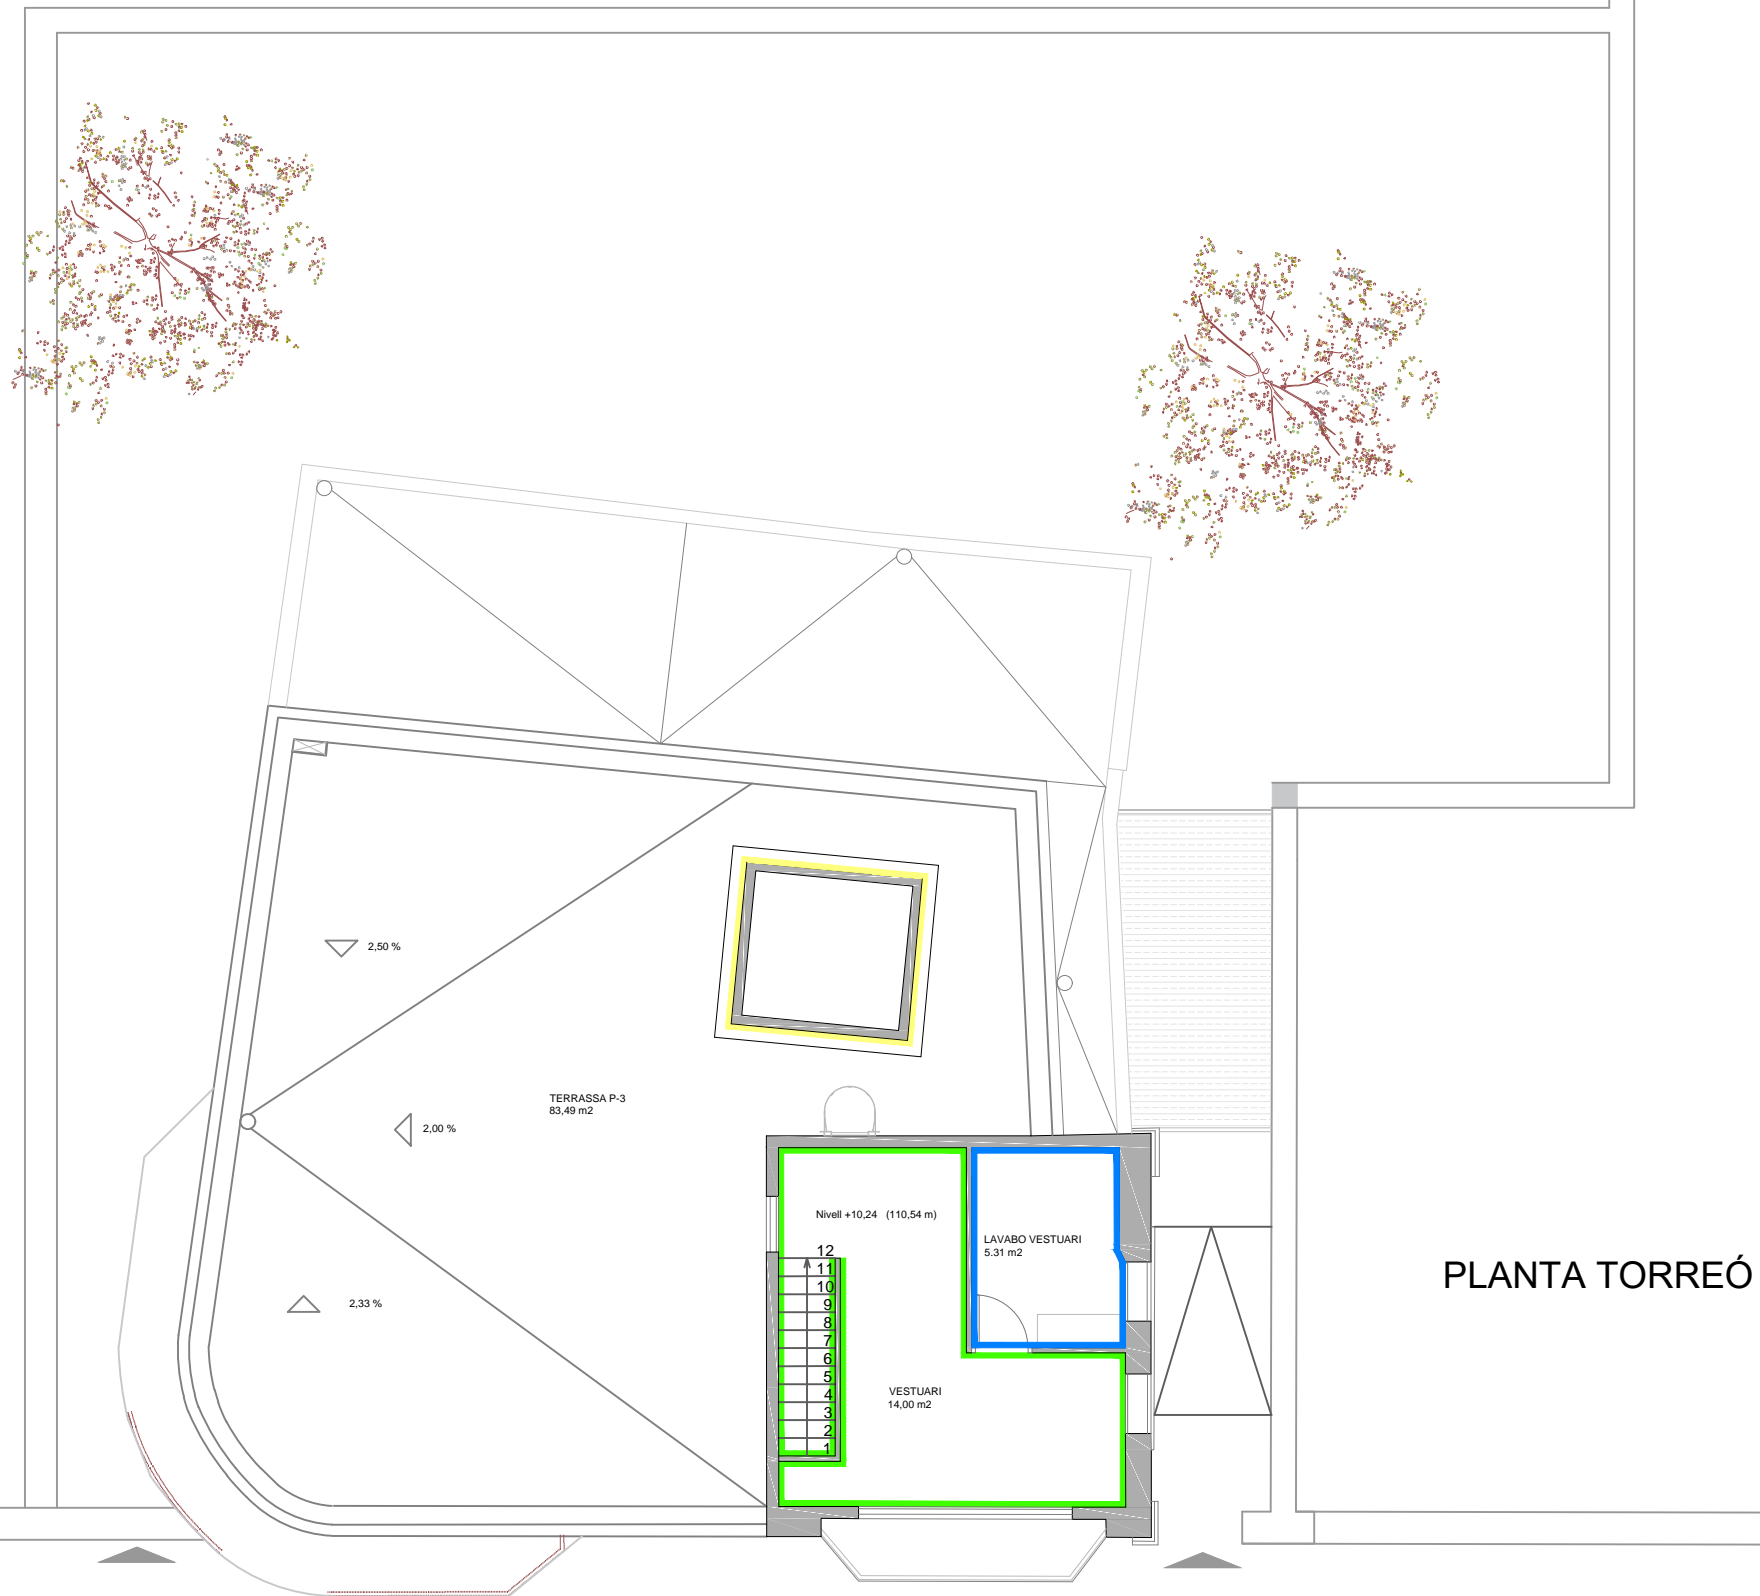 2,50 %
TERRASSA P-3
83,49 m2
2,00 %
Nivell +10,24 (110,54 m)
LAVABO VESTUARI
5.31 m2
12
11
10
9
8
7
6
5
4
3
2
1
PLANTA TORREÓ
2,33 %
VESTUARI
14,00 m2